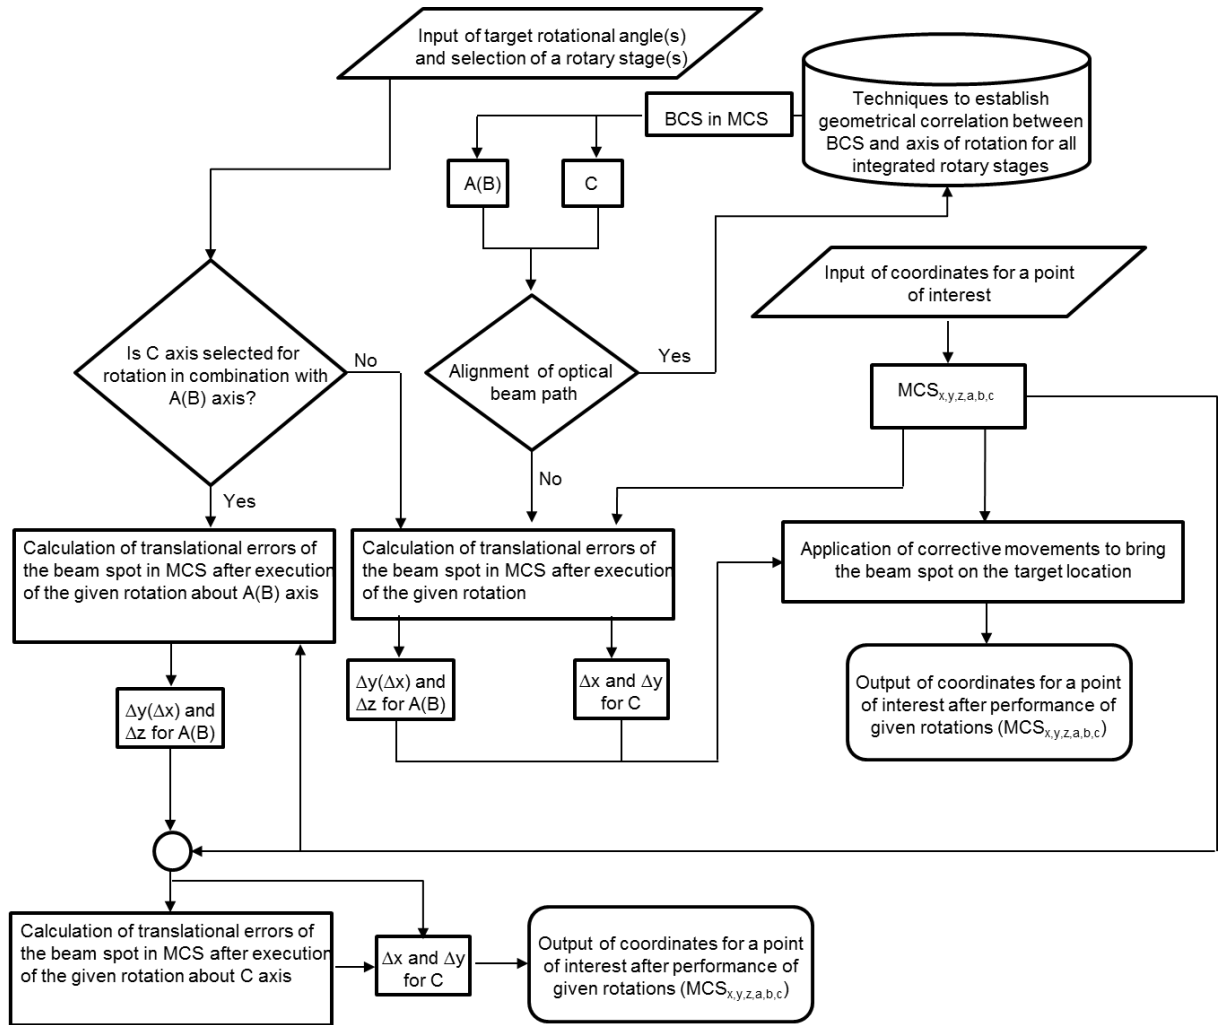 Input of target rotational angle(s)
and selection of a rotary stage(s)
Techniques to establish
geometrical correlation between
BCS and axis of rotation for all
integrated rotary stages
BCS in MCS
A(B)
C
Input of coordinates for a point
of interest
Is C axis selected for
rotation in combination with
A(B) axis?
No
Alignment of optical
beam path
Yes
MCSx,y,z,a,b,c
Yes
No
Calculation of translational errors of
the beam spot in MCS after execution
of the given rotation about A(B) axis
Calculation of translational errors of
the beam spot in MCS after execution
of the given rotation
Application of corrective movements to bring
the beam spot on the target location
Δy(Δx) and
Δz for A(B)
Δy(Δx) and
Δz for A(B)
Δx and Δy
for C
Output of coordinates for a point
of interest after performance of
given rotations (MCSx,y,z,a,b,c)
Calculation of translational errors of
the beam spot in MCS after execution
of the given rotation about C axis
Δx and Δy
for C
Output of coordinates for a point
of interest after performance of
given rotations (MCSx,y,z,a,b,c)